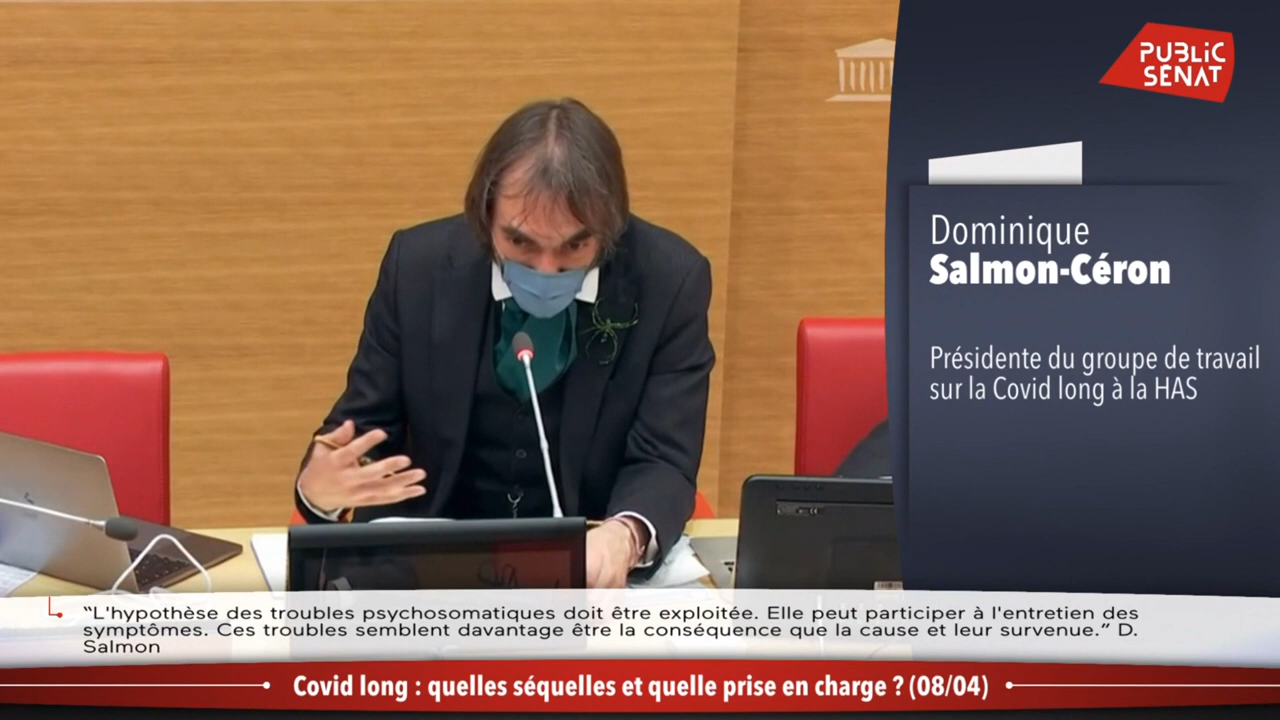 PUBLIC
SÉNAT
Dominique
Salmon-Céron
Présidente du groupe de travail
sur la Covid long à la HAS
“L'hypothèse des troubles psychosomatiques doit être exploitée. Elle peut participer à l'entretien des
symptômes. Ces troubles semblent davantage être la conséquence que la cause et leur survenue.” D.
Salmon
Covid long : quelles séquelles et quelle prise en charge ? (08/04)